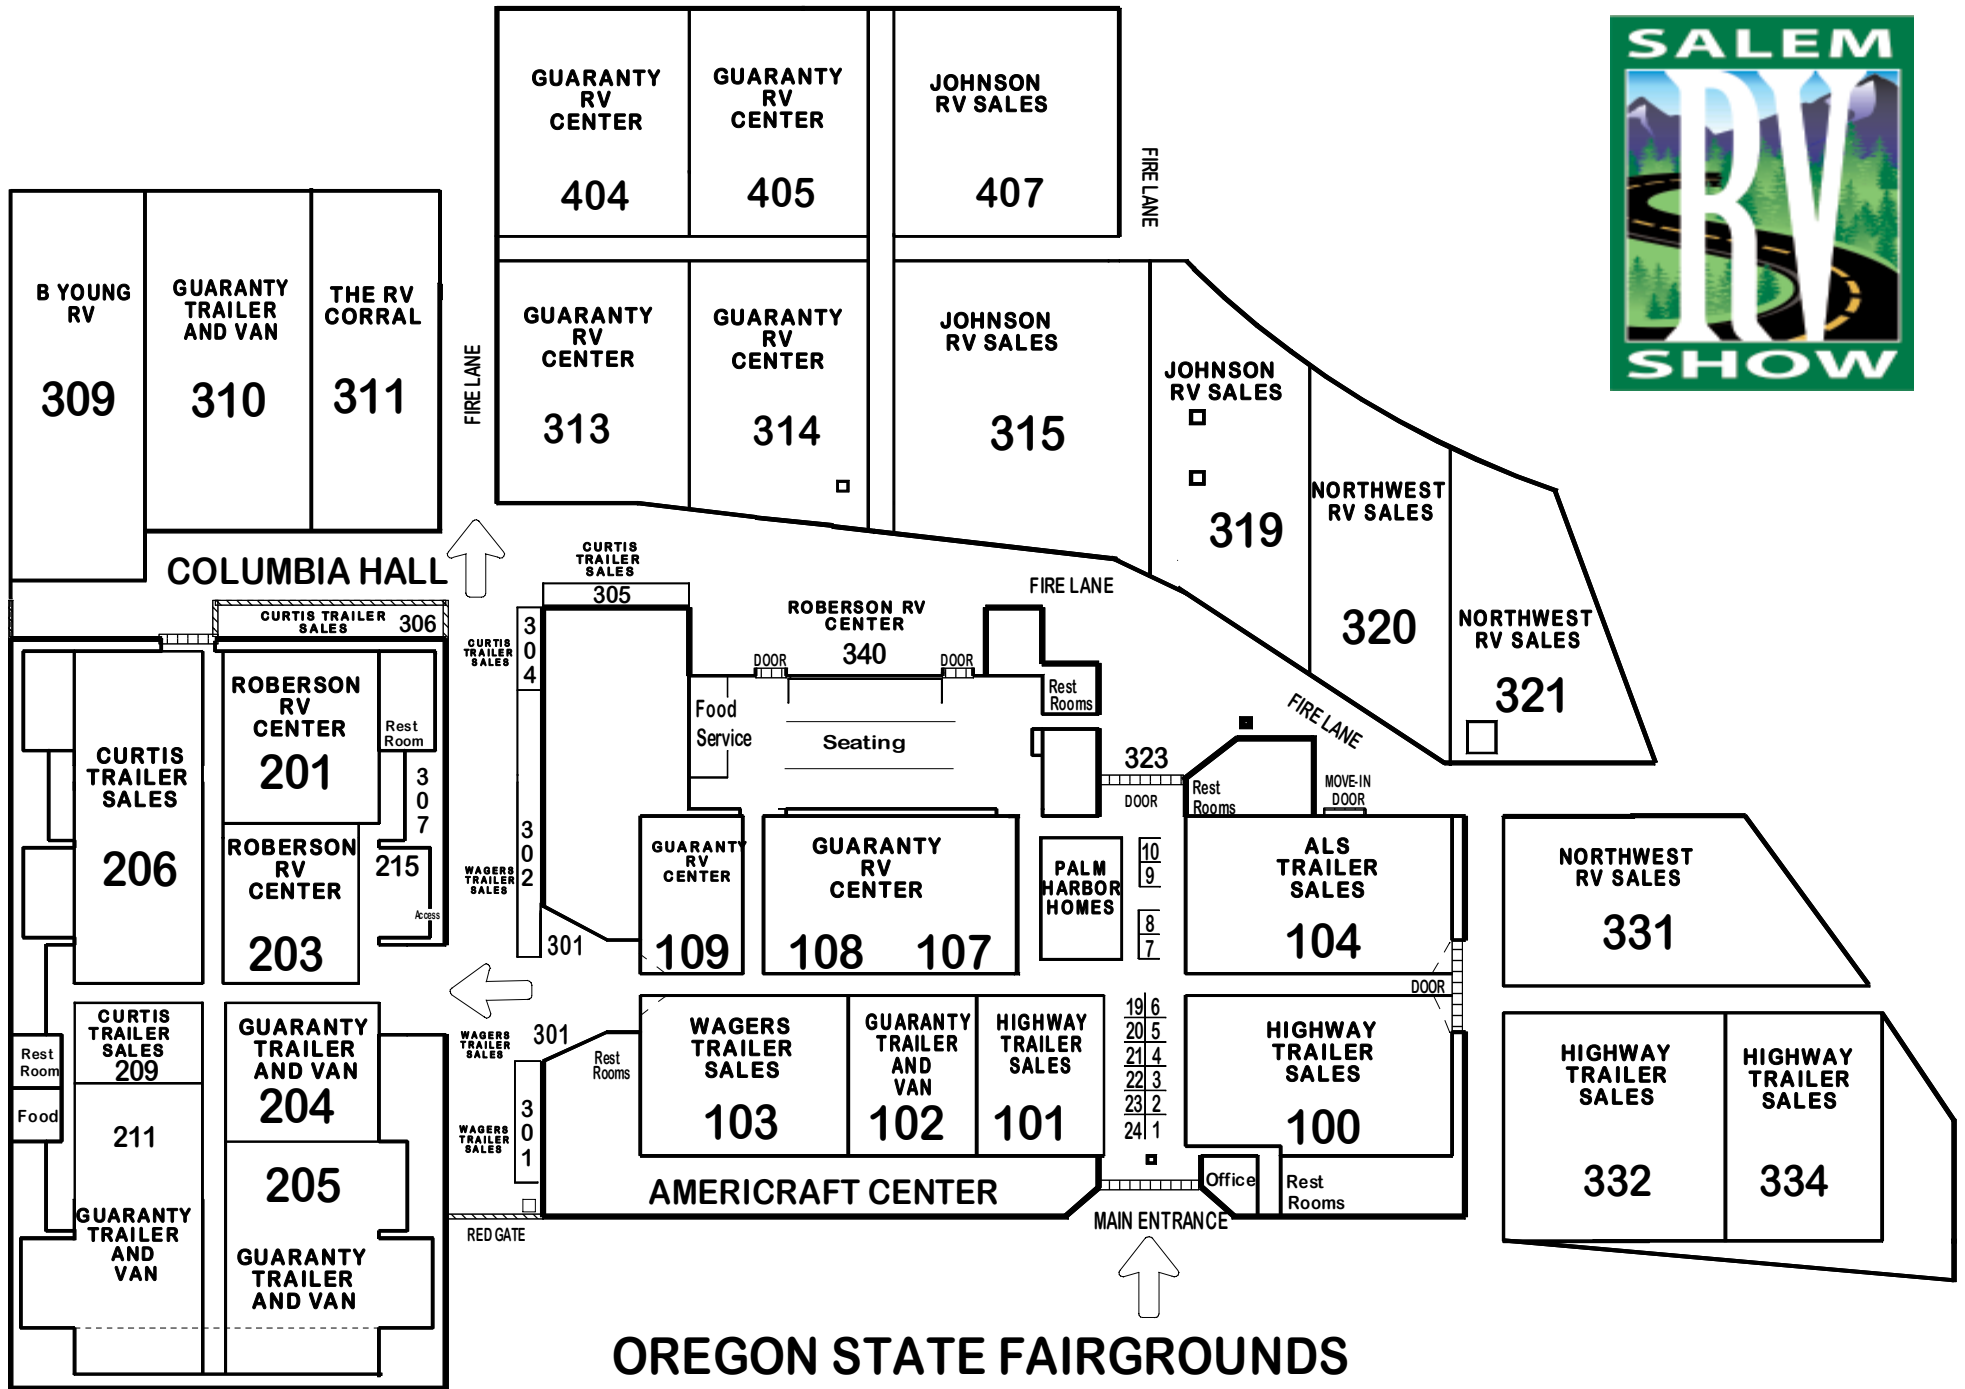 SALEM
RV
SHOW
GUARANTY
RV
CENTER
404
GUARANTY
RV
CENTER
405
JOHNSON
RV SALES
407
FIRE LANE
B YOUNG
RV
309
GUARANTY
TRAILER
AND VAN
310
THE RV
CORRAL
311
FIRE LANE
GUARANTY
RV
CENTER
313
GUARANTY
RV
CENTER
314
JOHNSON
RV SALES
315
JOHNSON
RV SALES
319
NORTHWEST
RV SALES
320
NORTHWEST
RV SALES
321
COLUMBIA HALL
CURTIS TRAILER
SALES
306
CURTIS
TRAILER
SALES
305
CURTIS
TRAILER
SALES
304
ROBERSON RV
CENTER
340
DOOR
DOOR
FIRE LANE
FIRE LANE
Rest
Rooms
Food
Service
Seating
323
DOOR
Rest
Rooms
MOVE-IN
DOOR
CURTIS
TRAILER
SALES
206
ROBERSON
RV
CENTER
201
Rest
Room
307
ROBERSON
RV
CENTER
203
215
Access
WAGERS
TRAILER
SALES
302
301
GUARANTY
RV
CENTER
109
GUARANTY
RV
CENTER
108
107
PALM
HARBOR
HOMES
10
9
8
7
ALS
TRAILER
SALES
104
DOOR
NORTHWEST
RV SALES
331
CURTIS
TRAILER
SALES
209
Rest
Room
Food
211
GUARANTY
TRAILER
AND
VAN
GUARANTY
TRAILER
AND VAN
204
205
GUARANTY
TRAILER
AND VAN
WAGERS
TRAILER
SALES
301
Rest
Rooms
WAGERS
TRAILER
SALES
301
RED GATE
WAGERS
TRAILER
SALES
103
GUARANTY
TRAILER
AND
VAN
102
HIGHWAY
TRAILER
SALES
101
19 6
20 5
21 4
22 3
23 2
24 1
HIGHWAY
TRAILER
SALES
100
HIGHWAY
TRAILER
SALES
332
HIGHWAY
TRAILER
SALES
334
AMERICRAFT CENTER
Office
Rest
Rooms
MAIN ENTRANCE
OREGON STATE FAIRGROUNDS